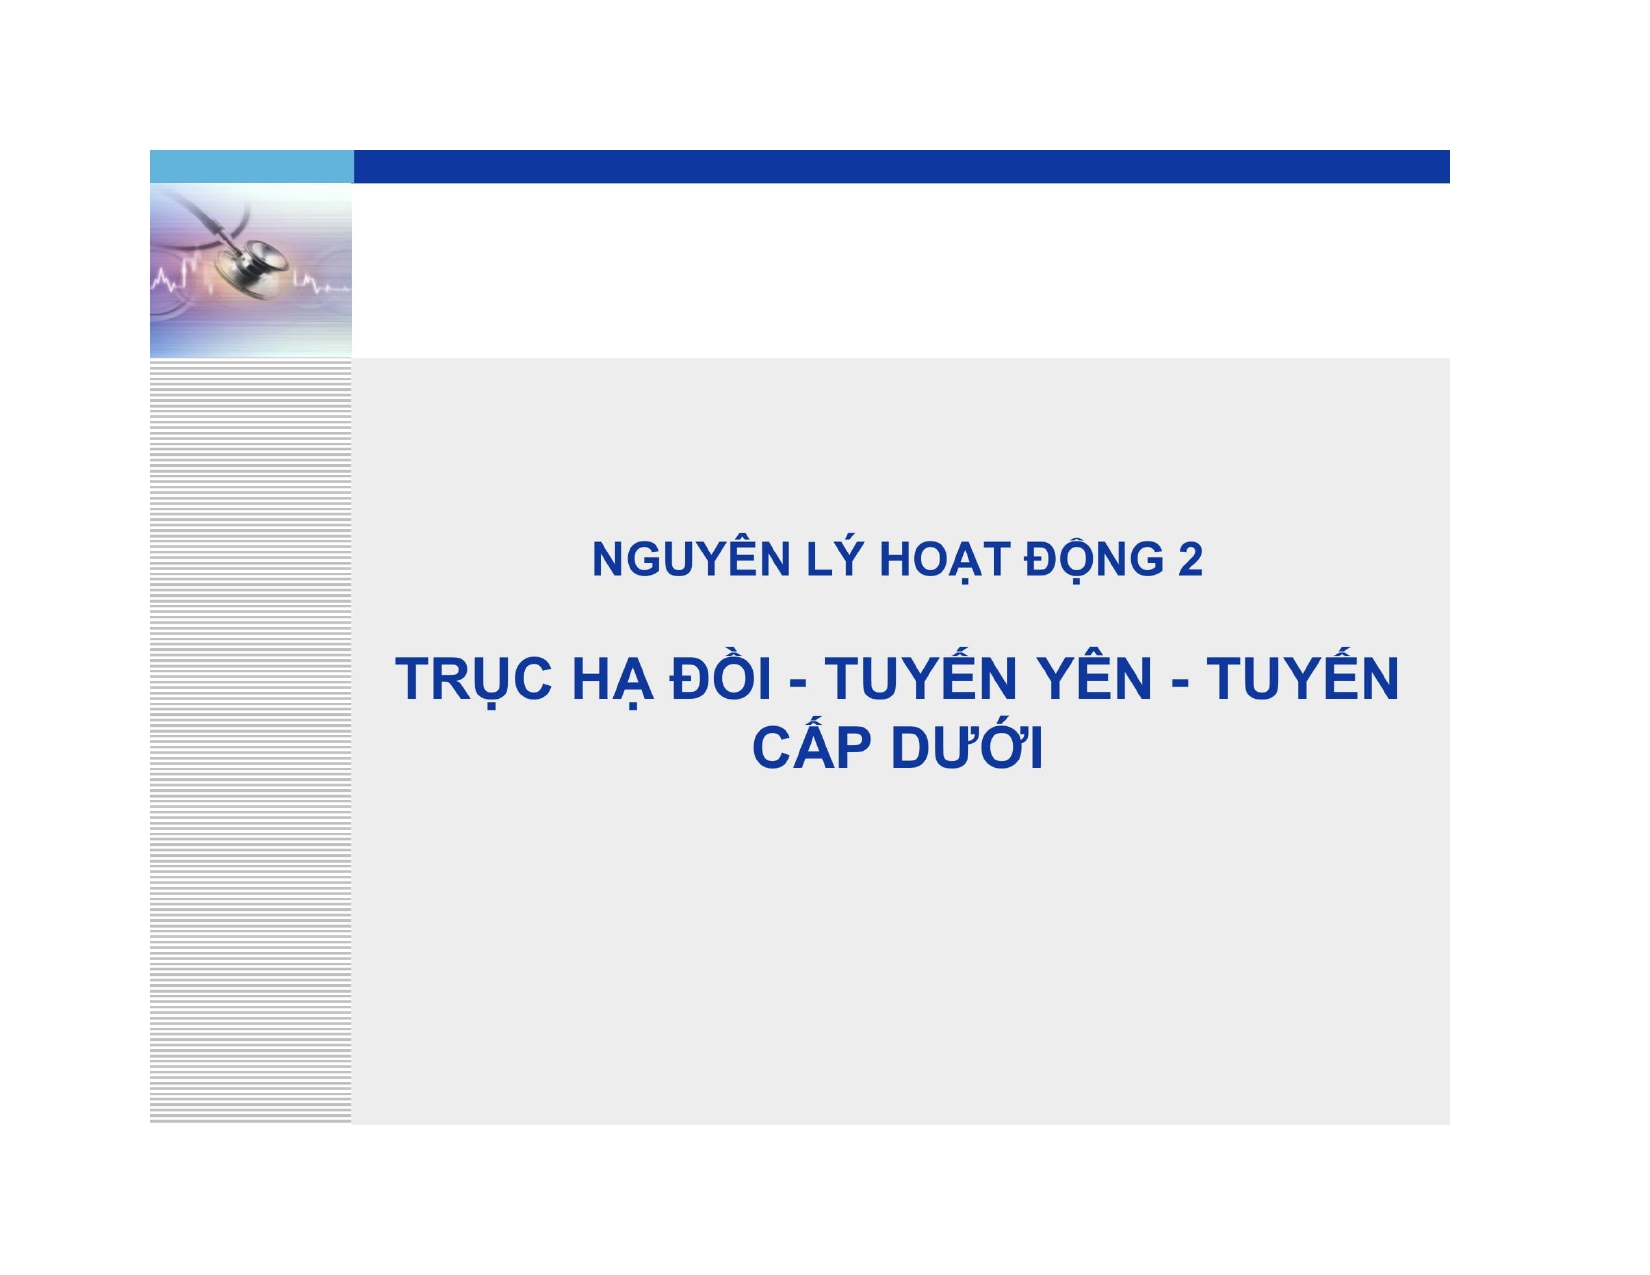 NGUYÊN LÝ HOẠT ĐỘNG 2
TRỤC HẠ ĐỒI - TUYẾN YÊN - TUYẾN
CẤP DƯỚI